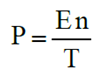 P = En / T